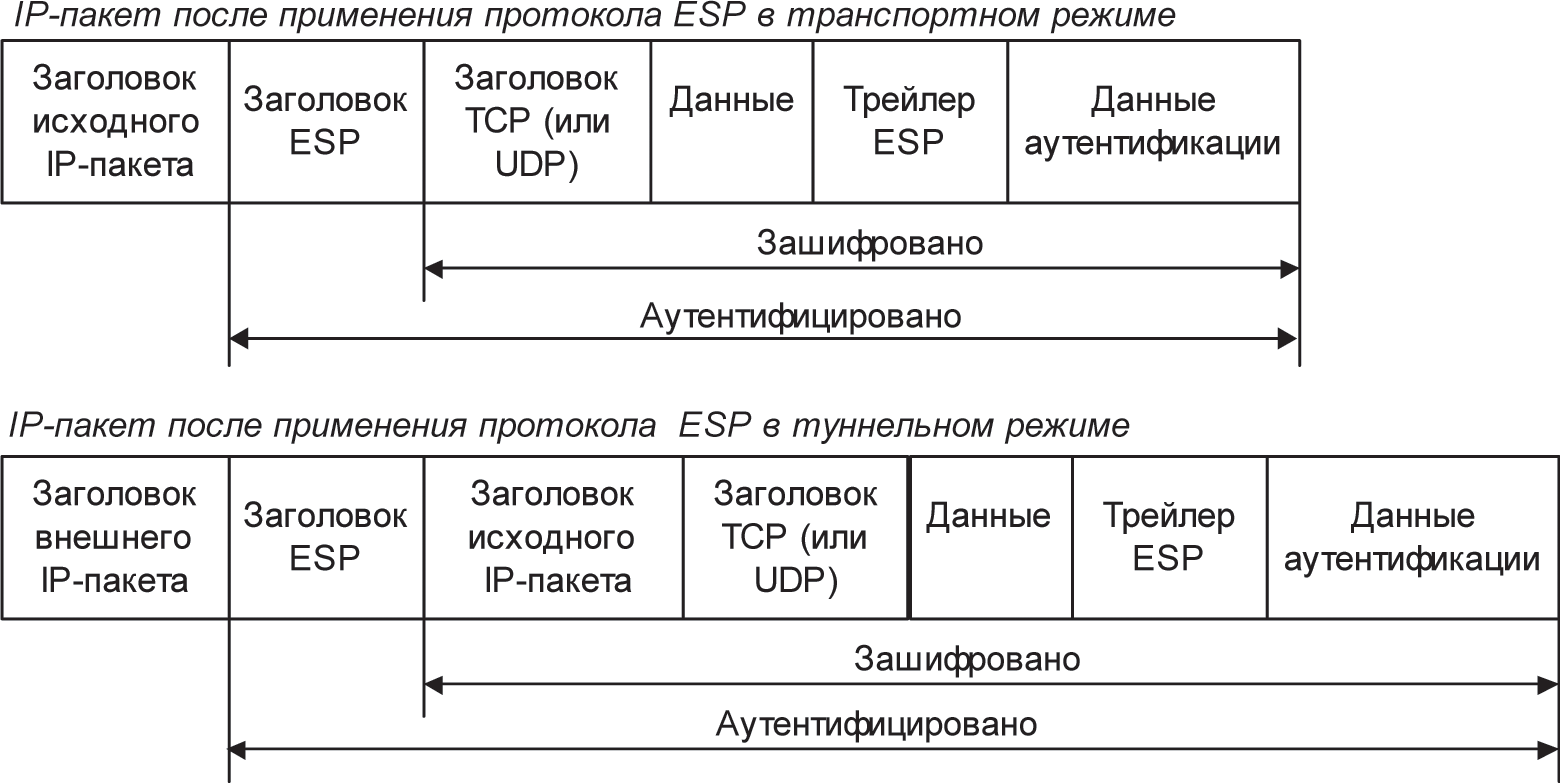 IP-пакет после применения протокола ESP в транспортном режиме
Заголовок
исходного
IP-пакета
Заголовок
ESP
Заголовок
TCP (или
UDP)
Данные
Трейлер
ESP
Данные
аутентификации
Зашифровано
Аутентифицировано
IP-пакет после применения протокола ESP в туннельном режиме
Заголовок
внешнего
IP-пакета
Заголовок
ESP
Заголовок
исходного
IP-пакета
Заголовок
TCP (или
UDP)
Данные
Трейлер
ESP
Данные
аутентификации
Зашифровано
Аутентифицировано